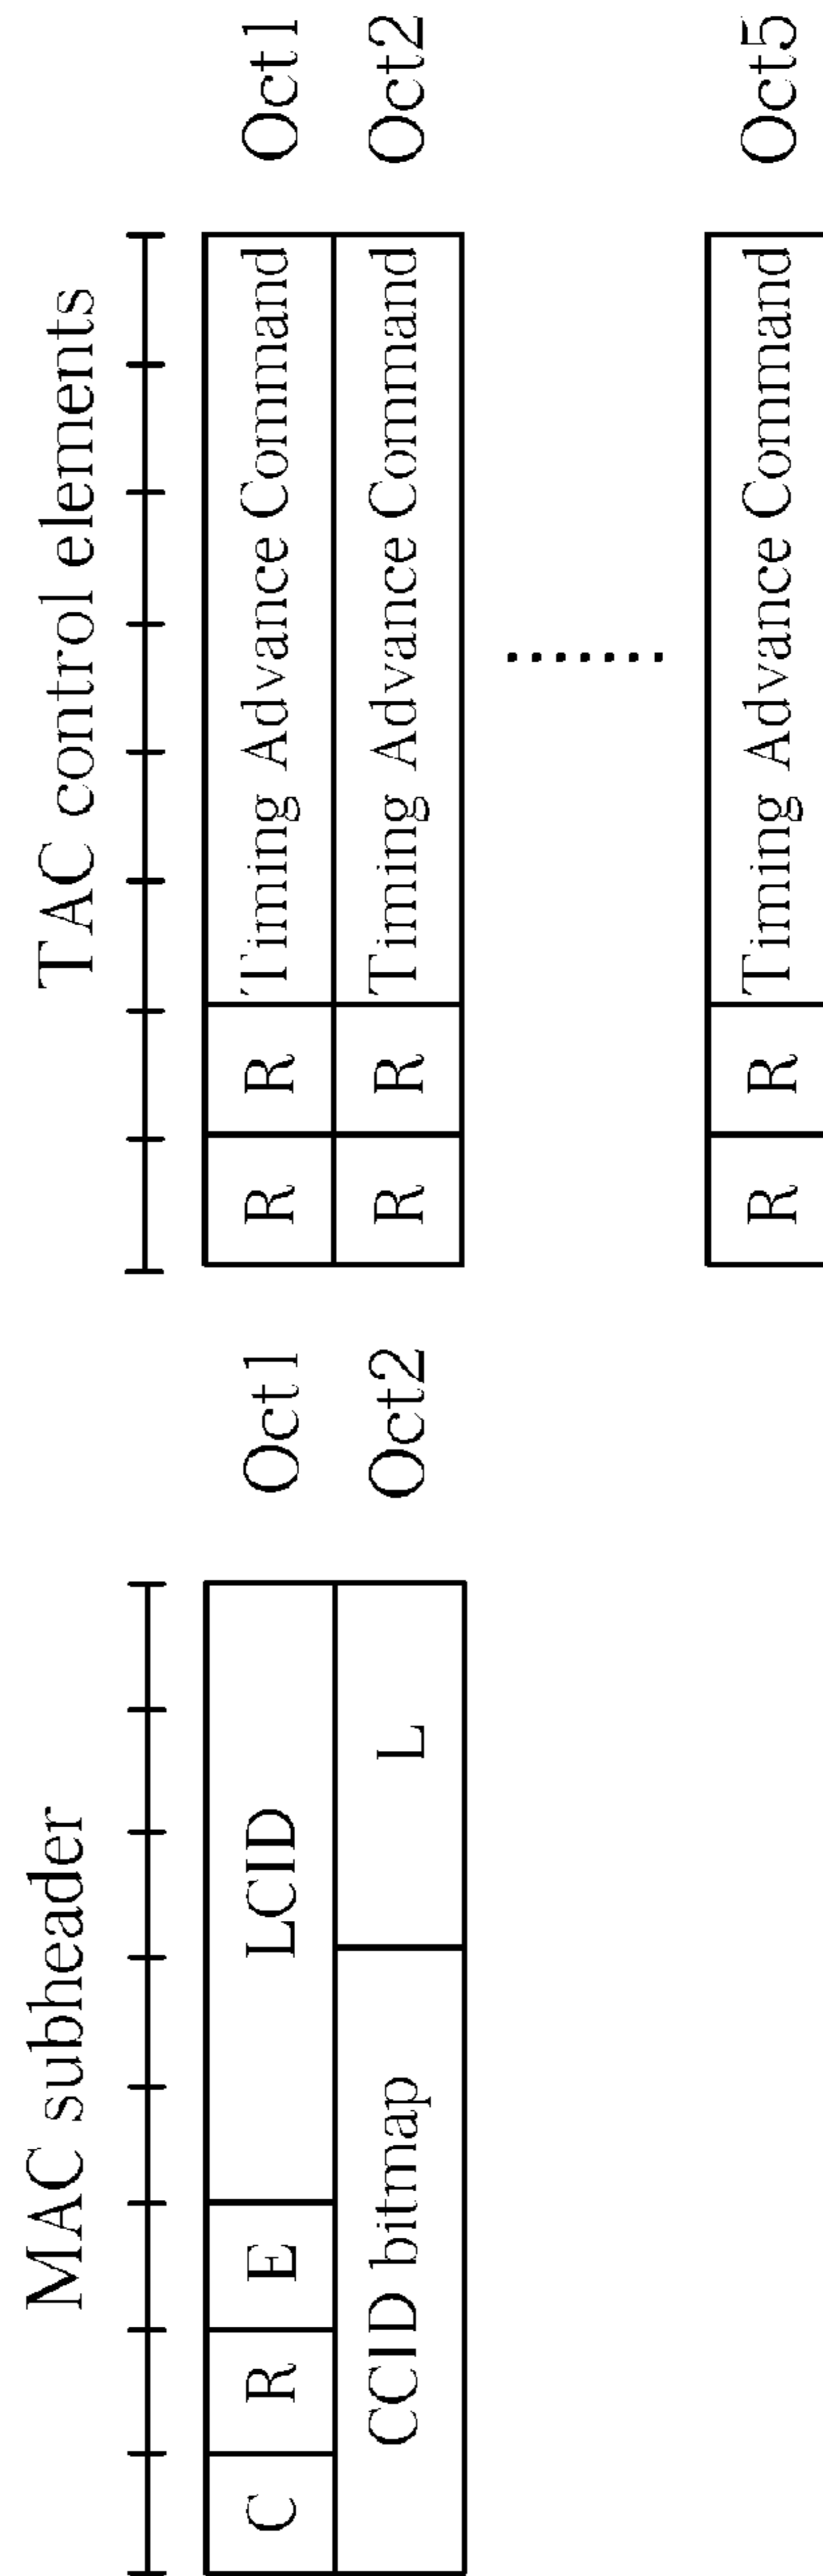 MAC subheader
C R E LCID Oct1
CCID bitmap L Oct2
TAC control elements
R R Timing Advance Command Oct1
R R Timing Advance Command Oct2
.......
R R Timing Advance Command Oct5